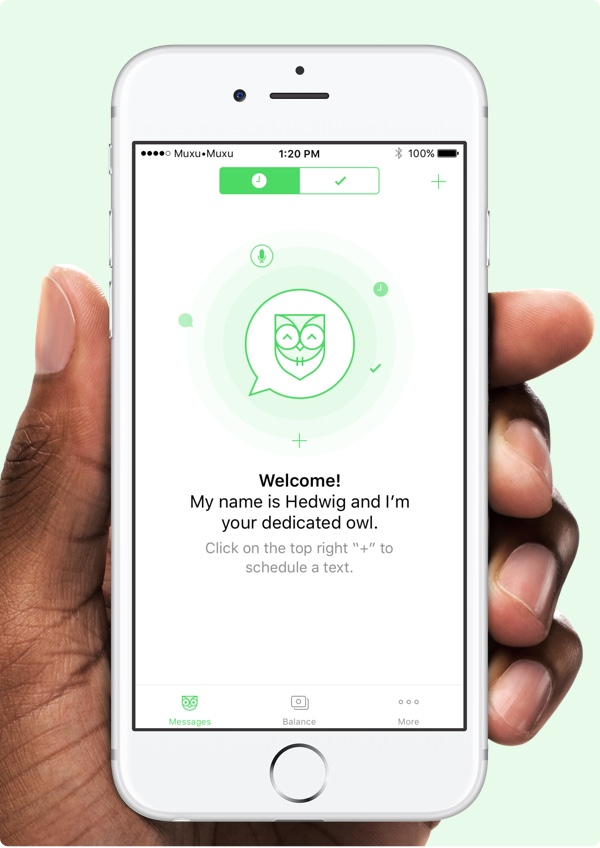 Muxu•Muxu 1:20 PM 100%
Welcome!
My name is Hedwig and I’m
your dedicated owl.
Click on the top right “+” to
schedule a text.
Messages Balance More